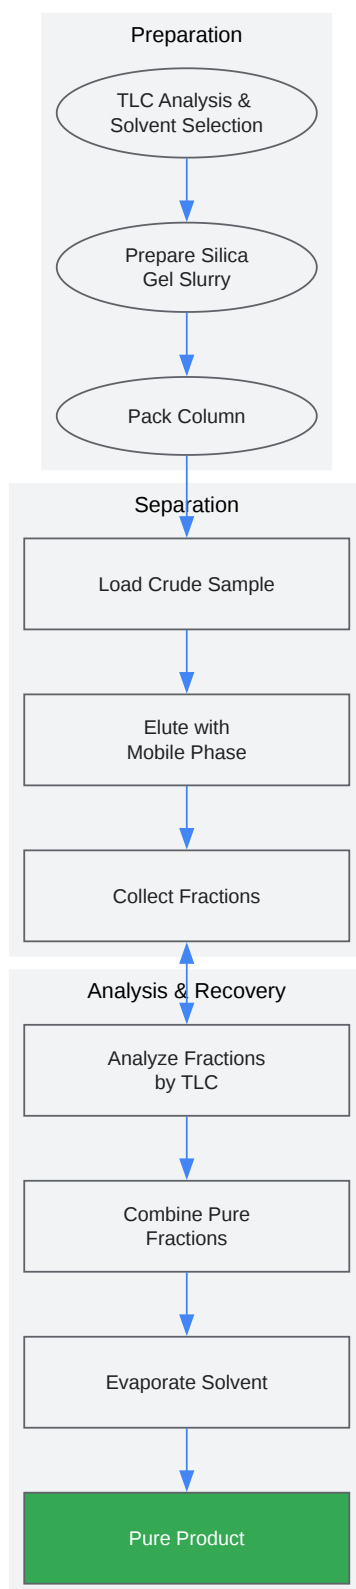 Preparation
TLC Analysis &
Solvent Selection
Prepare Silica
Gel Slurry
Pack Column
Separation
Load Crude Sample
Elute with
Mobile Phase
Collect Fractions
Analysis & Recovery
Analyze Fractions
by TLC
Combine Pure
Fractions
Evaporate Solvent
Pure Product